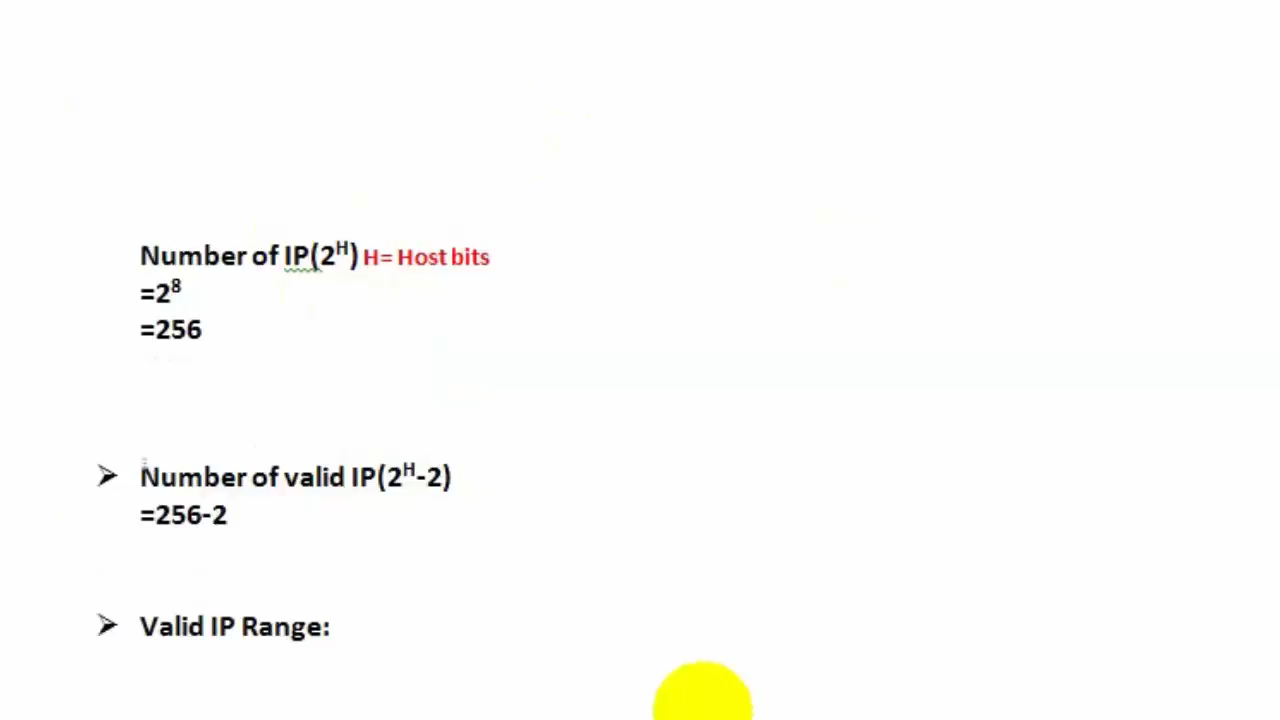 Number of IP(2^H) H= Host bits
=2^8
=256
➢ Number of valid IP(2^H-2)
=256-2
➢ Valid IP Range: